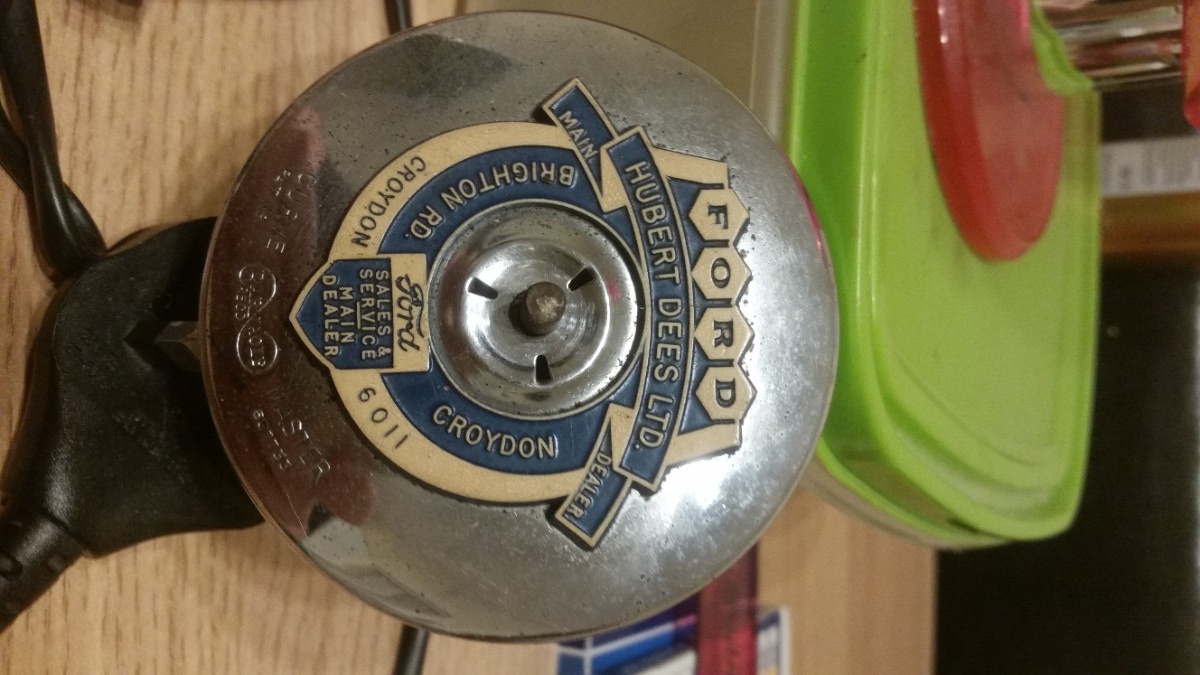 FORD
MAIN
HUBERT DEES LTD.
DEALER
BRIGHTON RD.
CROYDON
CROYDON
6011
Ford
SALES &
SERVICE
MAIN
DEALER